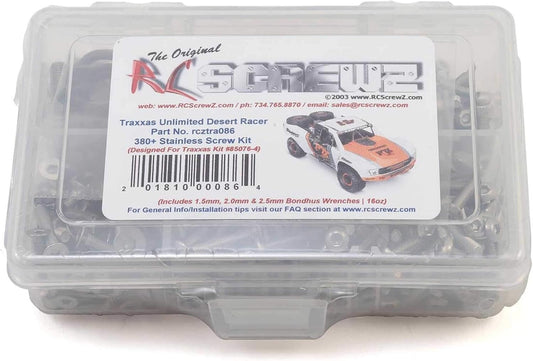 The Original
RC SCREWZ
©2003 www.RCScrewZ.com
web: www.RCScrewZ.com / ph: 734.765.8870 / email: sales@rcscrewz.com
Traxxas Unlimited Desert Racer
Part No. rcztra086
380+ Stainless Screw Kit
(Designed For Traxxas Kit #85076-4)
2 01810 00086 4
(Includes 1.5mm, 2.0mm & 2.5mm Bondhus Wrenches | 16oz)
For General Info/Installation tips visit our FAQ section at www.rcscrewz.com